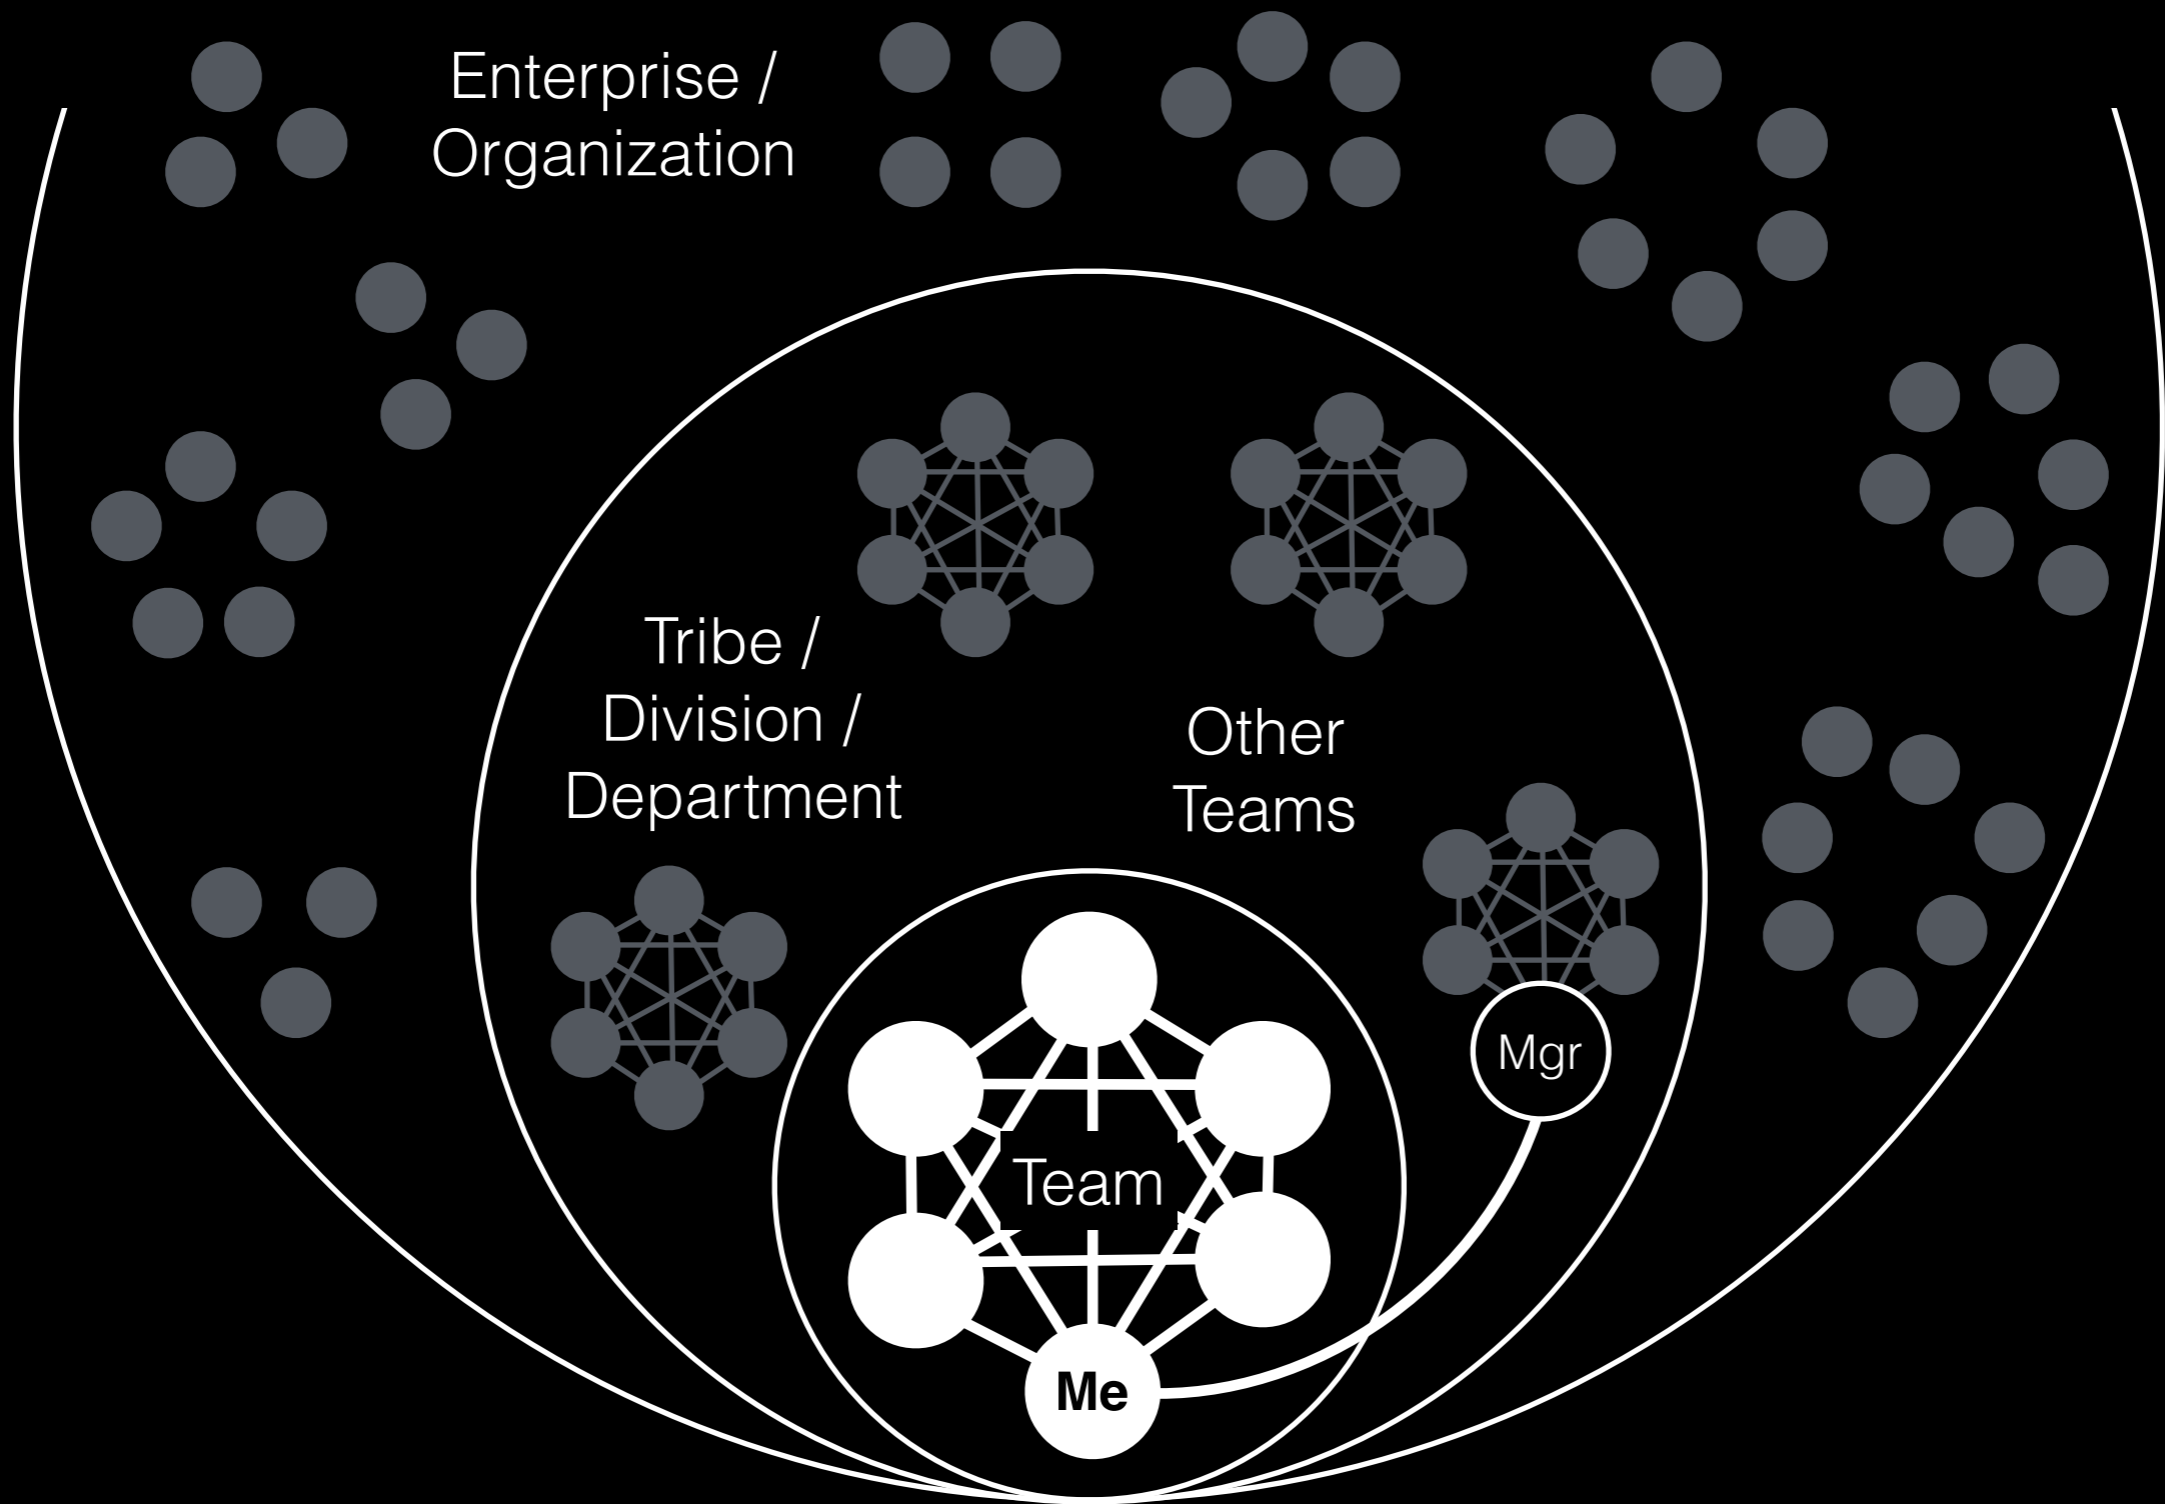 Enterprise /
Organization
Tribe /
Division /
Department
Other
Teams
Mgr
Team
Me